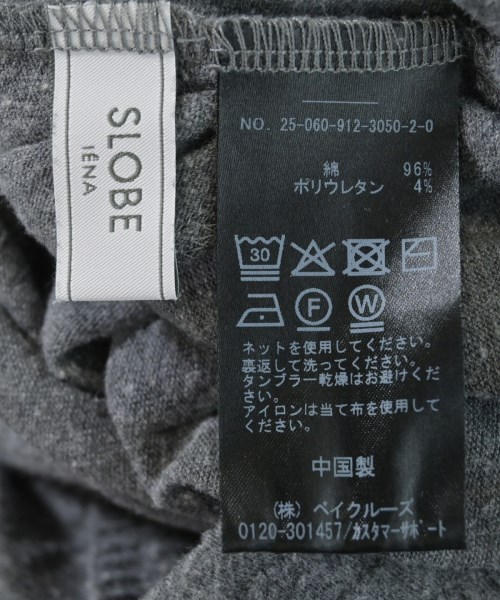 SLOBE
IÉNA
NO. 25-060-912-3050-2-0
綿 96%
ポリウレタン 4%
30
F W
ネットを使用してください。
裏返して洗ってください。
タンブラー乾燥はお避けくだ
さい。
アイロンは当て布を使用して
ください。
中国製
(株) ベイクルーズ
0120-301457/カスタマーサポート